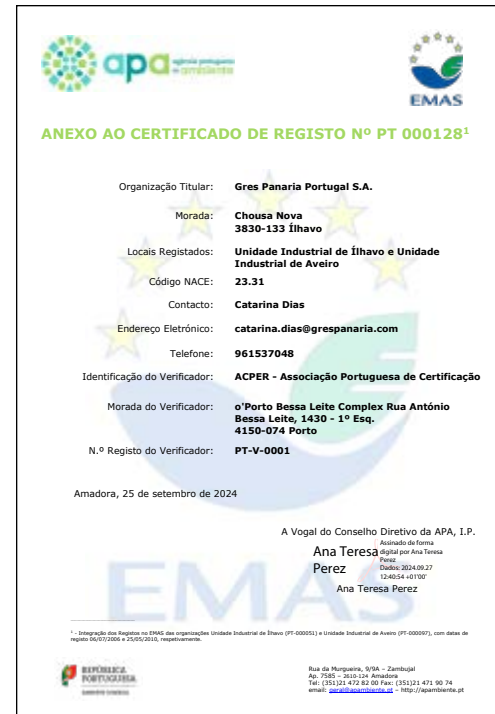 apa agência portuguesa do ambiente
EMAS
ANEXO AO CERTIFICADO DE REGISTO Nº PT 000128¹
Organização Titular: Gres Panaria Portugal S.A.
Morada: Chousa Nova
3830-133 Ílhavo
Locais Registados: Unidade Industrial de Ílhavo e Unidade
Industrial de Aveiro
Código NACE: 23.31
Contacto: Catarina Dias
Endereço Eletrónico: catarina.dias@grespanaria.com
Telefone: 961537048
Identificação do Verificador: ACPER - Associação Portuguesa de Certificação
Morada do Verificador: o'Porto Bessa Leite Complex Rua António
Bessa Leite, 1430 - 1º Esq.
4150-074 Porto
N.º Registo do Verificador: PT-V-0001
Amadora, 25 de setembro de 2024
A Vogal do Conselho Diretivo da APA, I.P.
Ana Teresa
Perez
Assinado de forma
digital por Ana Teresa
Perez
Dados: 2024.09.27
12:40:54 +01'00'
Ana Teresa Perez
EMAS
¹ - Integração dos Registos no EMAS das organizações Unidade Industrial de Ílhavo (PT-000051) e Unidade Industrial de Aveiro (PT-000097), com datas de
registo 06/07/2006 e 25/05/2010, respetivamente.
REPÚBLICA
PORTUGUESA
Rua da Murgueira, 9/9A – Zambujal
Ap. 7585 – 2610-124 Amadora
Tel: (351)21 472 82 00 Fax: (351)21 471 90 74
email: geral@apambiente.pt – http://apambiente.pt